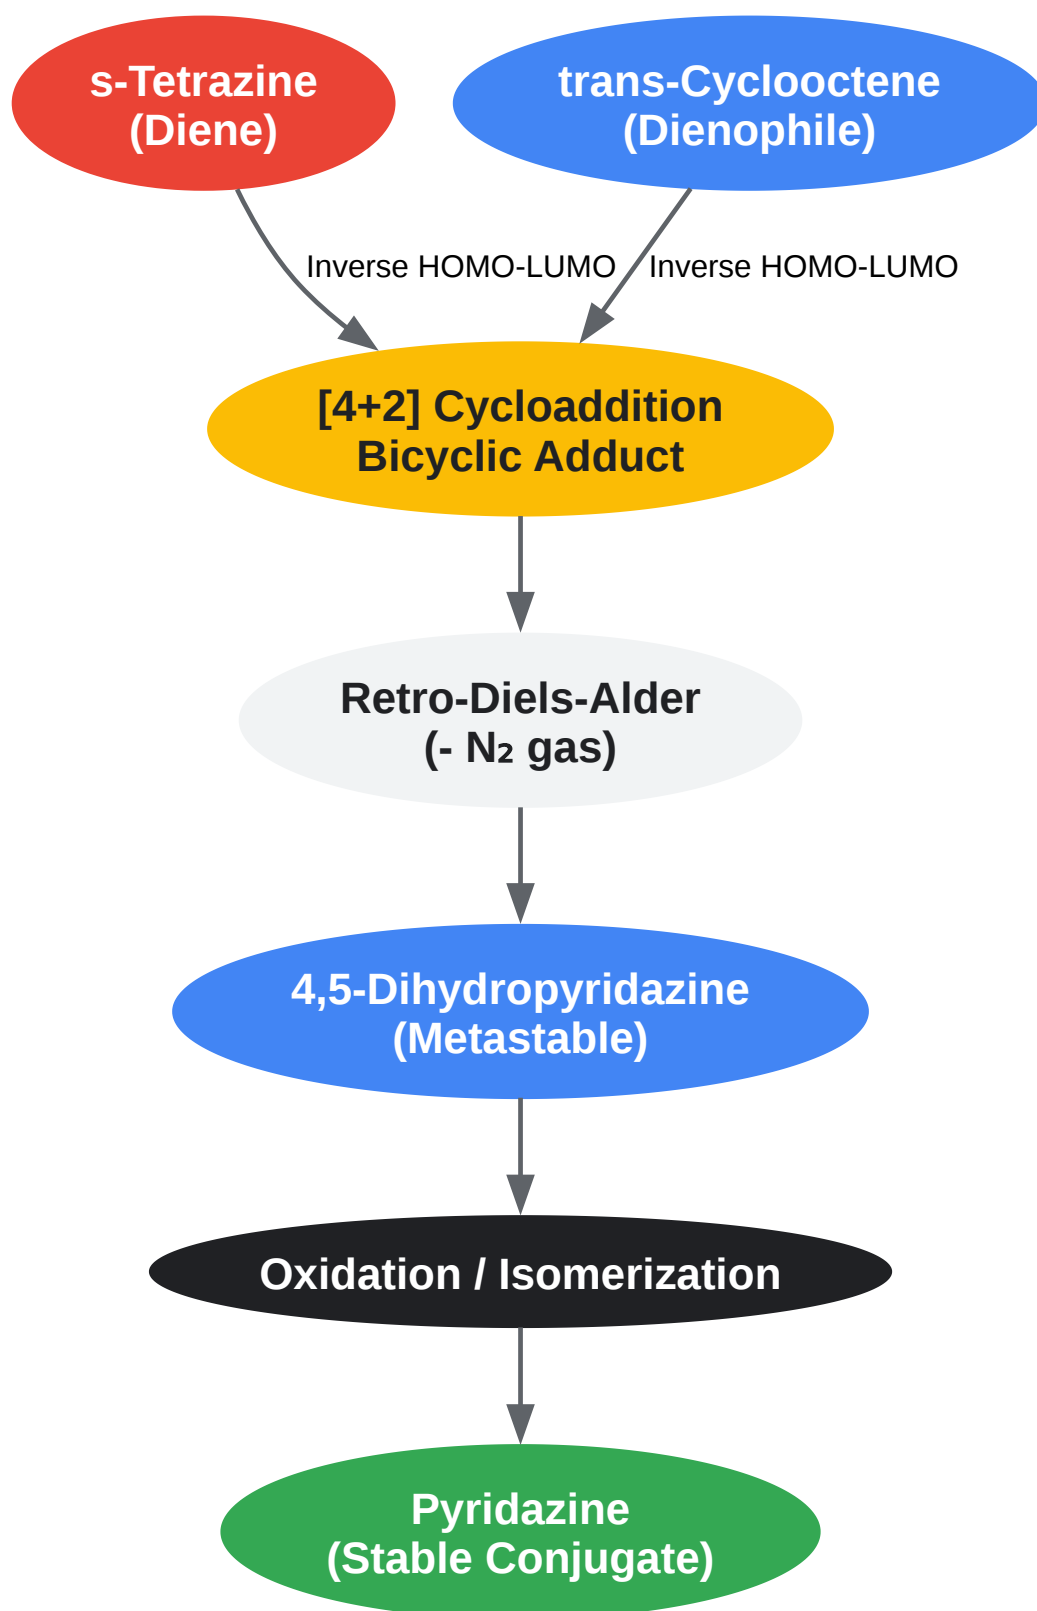 s-Tetrazine
(Diene)
trans-Cyclooctene
(Dienophile)
Inverse HOMO-LUMO
Inverse HOMO-LUMO
[4+2] Cycloaddition
Bicyclic Adduct
Retro-Diels-Alder
(- N₂ gas)
4,5-Dihydropyridazine
(Metastable)
Oxidation / Isomerization
Pyridazine
(Stable Conjugate)